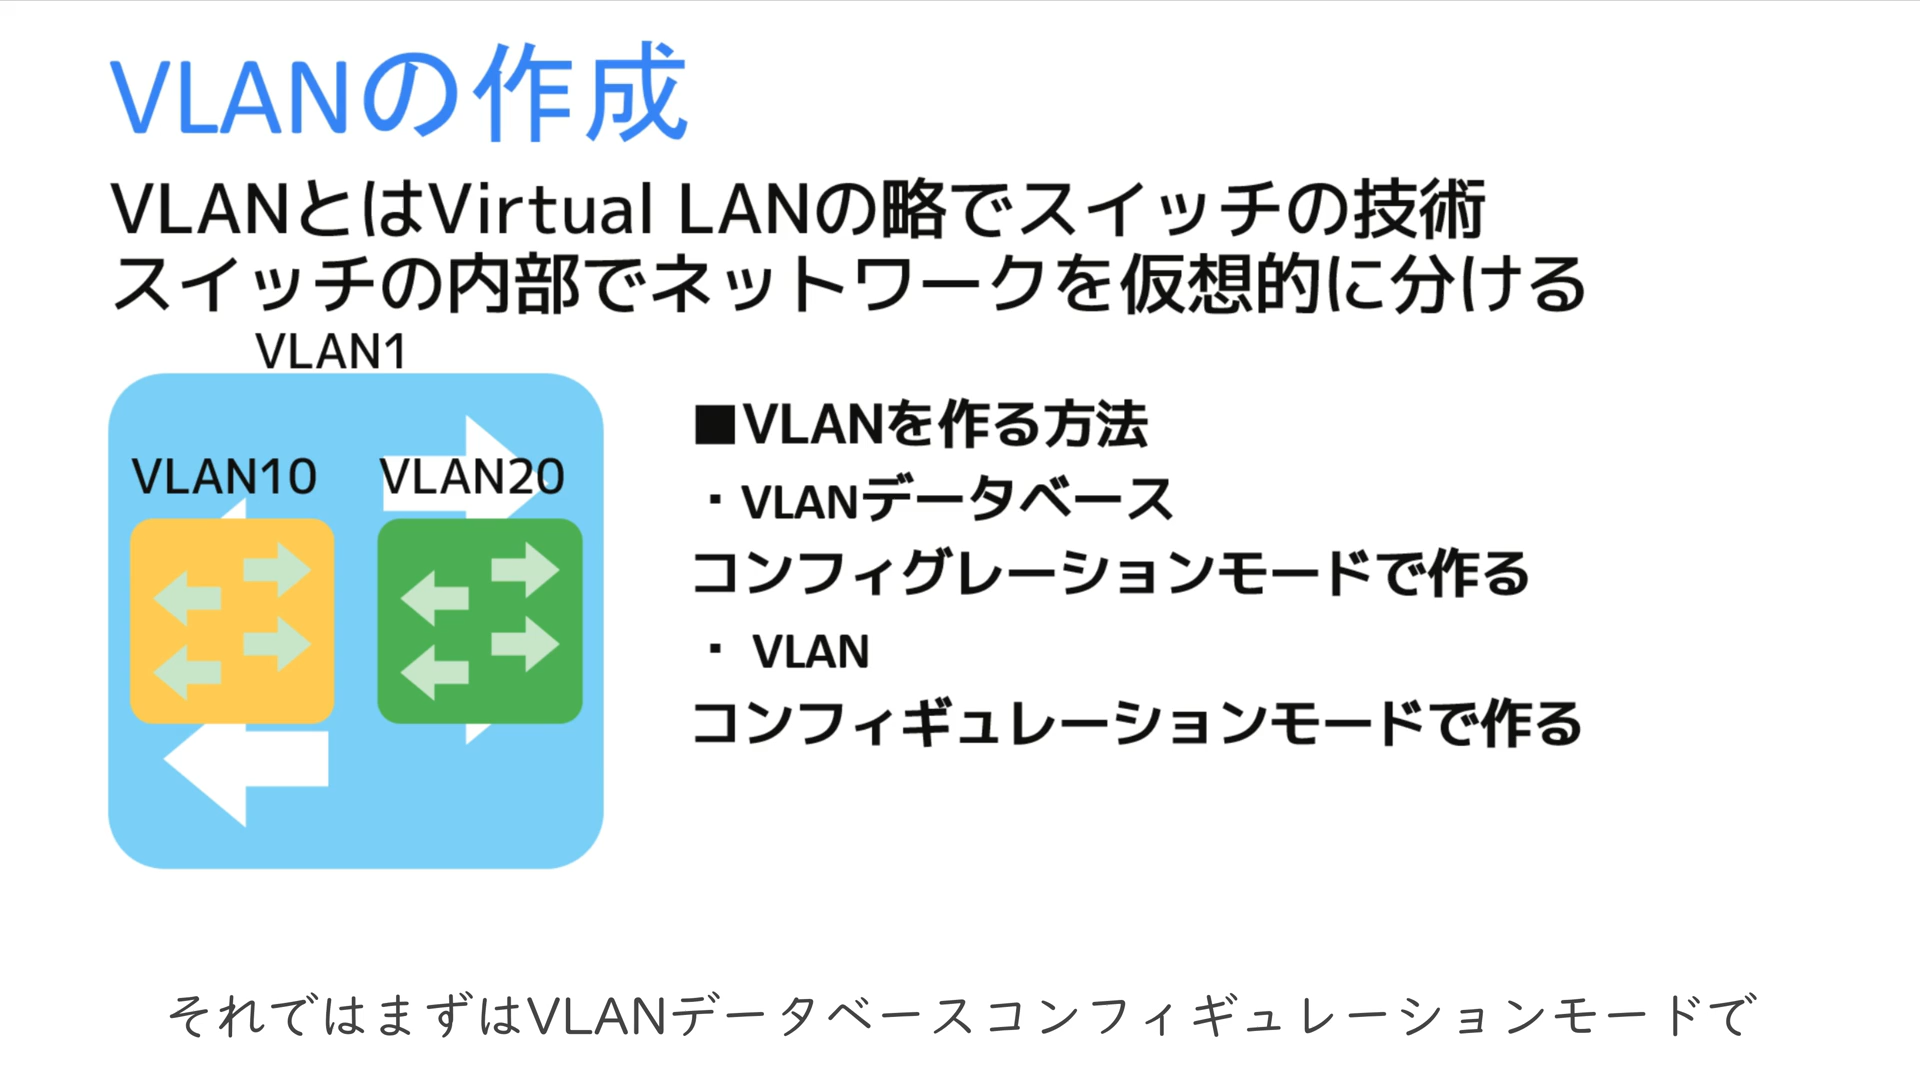 VLANの作成
VLANとはVirtual LANの略でスイッチの技術
スイッチの内部でネットワークを仮想的に分ける
VLAN1
VLAN10
VLAN20
■VLANを作る方法
・VLANデータベース
コンフィグレーションモードで作る
・ VLAN
コンフィギュレーションモードで作る
それではまずはVLANデータベースコンフィギュレーションモードで